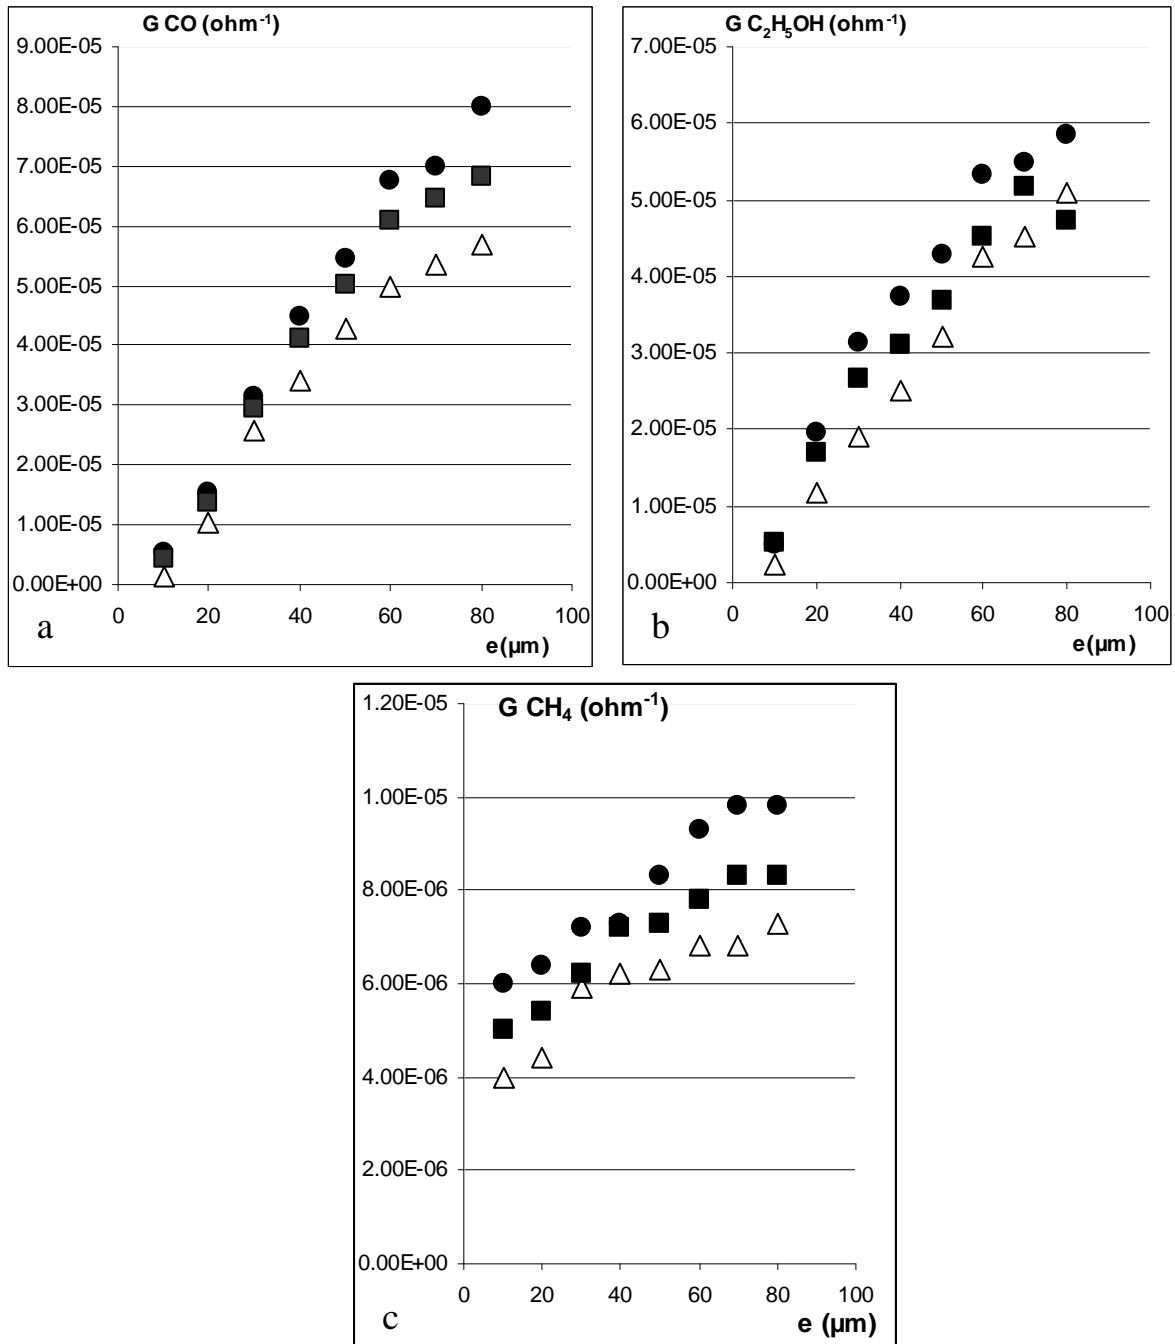 G CO (ohm⁻¹)
9.00E-05
8.00E-05
7.00E-05
6.00E-05
5.00E-05
4.00E-05
3.00E-05
2.00E-05
1.00E-05
0.00E+00
0 20 40 60 80 100
a
e (µm)
G C₂H₅OH (ohm⁻¹)
7.00E-05
6.00E-05
5.00E-05
4.00E-05
3.00E-05
2.00E-05
1.00E-05
0.00E+00
0 20 40 60 80 100
b
e (µm)
G CH₄ (ohm⁻¹)
1.20E-05
1.00E-05
8.00E-06
6.00E-06
4.00E-06
2.00E-06
0.00E+00
0 20 40 60 80 100
c
e (µm)